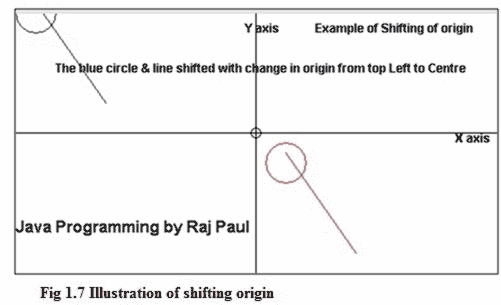 Y axis
Example of Shifting of origin
The blue circle & line shifted with change in origin from top Left to Centre
X axis
Java Programming by Raj Paul
Fig 1.7 Illustration of shifting origin